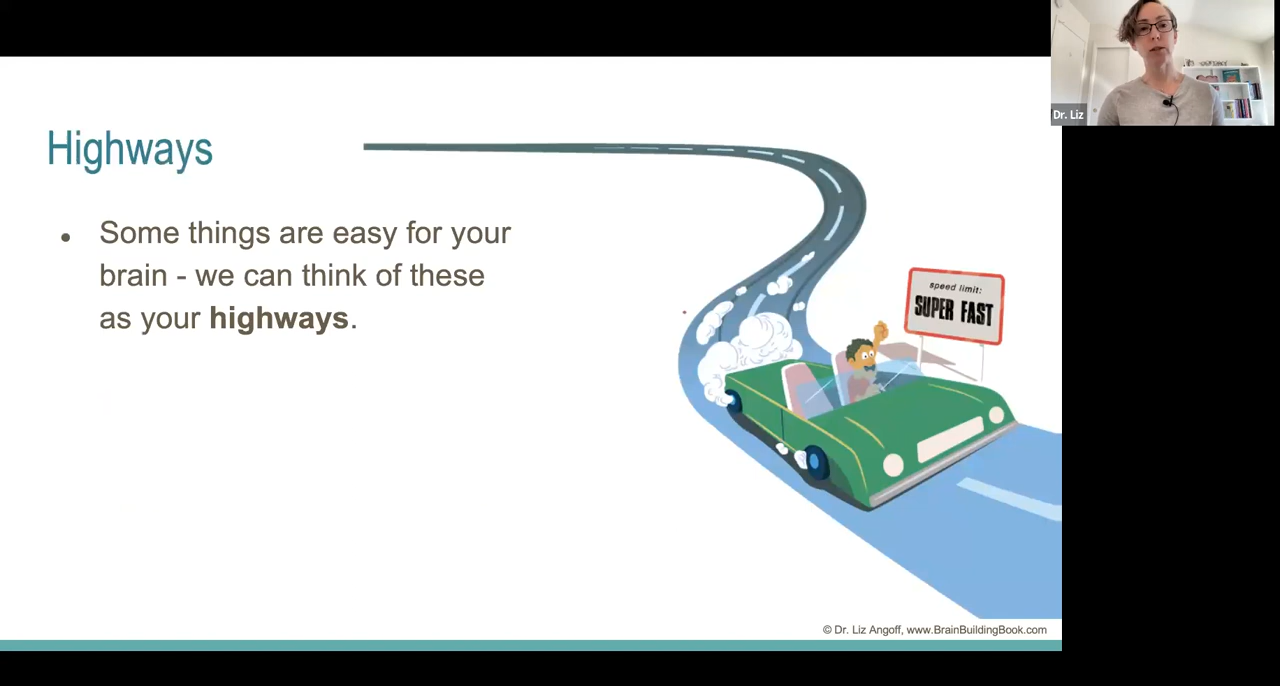 Dr. Liz
Highways
• Some things are easy for your
brain - we can think of these
as your highways.
speed limit:
SUPER FAST
© Dr. Liz Angoff, www.BrainBuildingBook.com